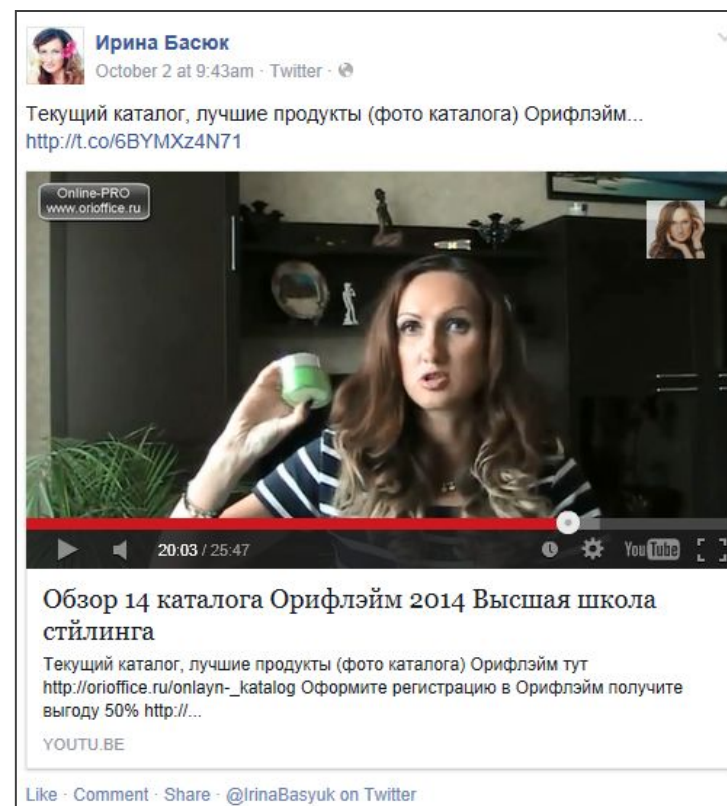 Ирина Басюк
October 2 at 9:43am · Twitter ·
Текущий каталог, лучшие продукты (фото каталога) Орифлэйм...
http://t.co/6BYMXz4N71
Online-PRO
www.orioffice.ru
20:03 / 25:47
YouTube
Обзор 14 каталога Орифлэйм 2014 Высшая школа
стйлинга
Текущий каталог, лучшие продукты (фото каталога) Орифлэйм тут
http://orioffice.ru/onlayn-_katalog Оформите регистрацию в Орифлэйм получите
выгоду 50% http://...
YOUTU.BE
Like · Comment · Share · @IrinaBasyuk on Twitter